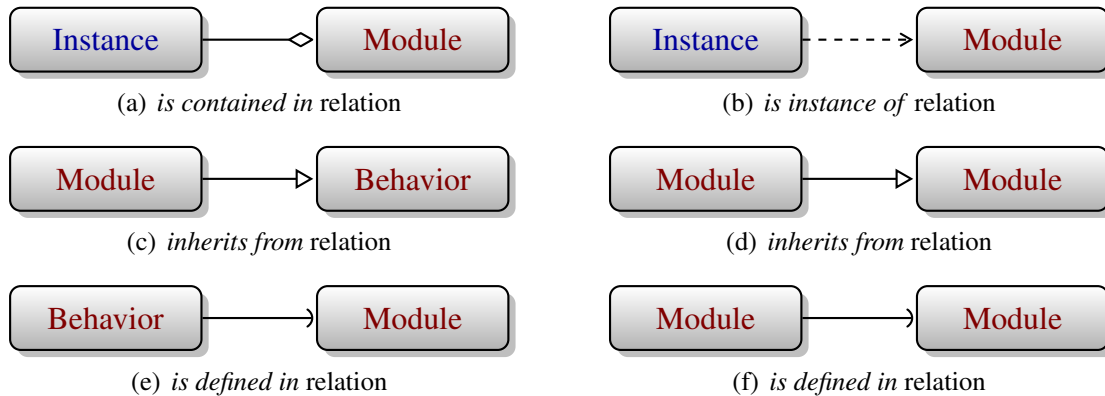 Instance Module Instance Module
(a) is contained in relation (b) is instance of relation
Module Behavior Module Module
(c) inherits from relation (d) inherits from relation
Behavior Module Module Module
(e) is defined in relation (f) is defined in relation